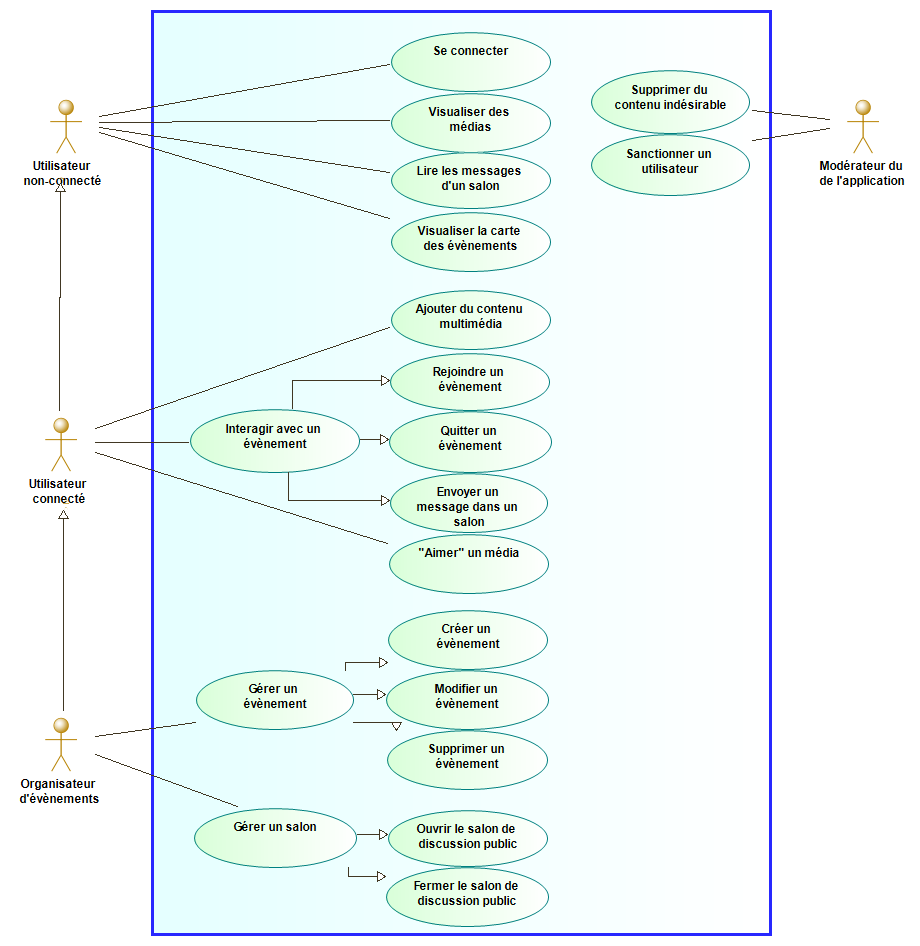 Se connecter
Visualiser des
médias
Lire les messages
d'un salon
Visualiser la carte
des évènements
Supprimer du
contenu indésirable
Sanctionner un
utilisateur
Utilisateur
non-connecté
Modérateur du
de l'application
Ajouter du contenu
multimédia
Rejoindre un
évènement
Interagir avec un
évènement
Quitter un
évènement
Envoyer un
message dans un
salon
"Aimer" un média
Utilisateur
connecté
Créer un
évènement
Gérer un
évènement
Modifier un
évènement
Supprimer un
évènement
Organisateur
d'évènements
Gérer un salon
Ouvrir le salon de
discussion public
Fermer le salon de
discussion public